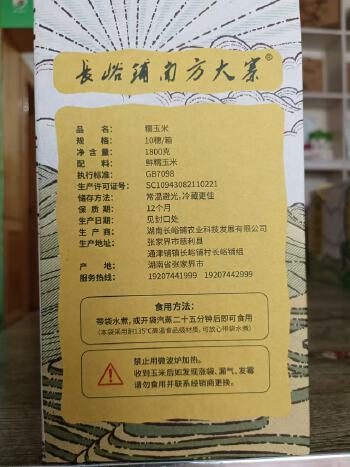 長峪鋪南方大寨®
品 名： 糯玉米
规 格： 10穗/箱
净 含 量： 1800克
配 料： 鲜糯玉米
执行标准： GB7098
生产许可证号： SC10943082110221
储存方法： 常温避光，冷藏更佳
保 质 期： 12个月
生产日期： 见封口处
生 产 商： 湖南长峪铺农业科技发展有限公司
生产地址： 张家界市慈利县
通津铺镇长峪铺村长峪铺组
产 地： 湖南省张家界市
服务热线： 19207441999 19207442999
食用方法：
带袋水煮，或开袋汽蒸二十五分钟后即可食用
（本袋采用耐135℃高温食品级材质，可放心带袋水煮）
禁止用微波炉加热。
收到玉米后如发现涨袋、漏气、发霉
请勿食用并联系经销商更换。